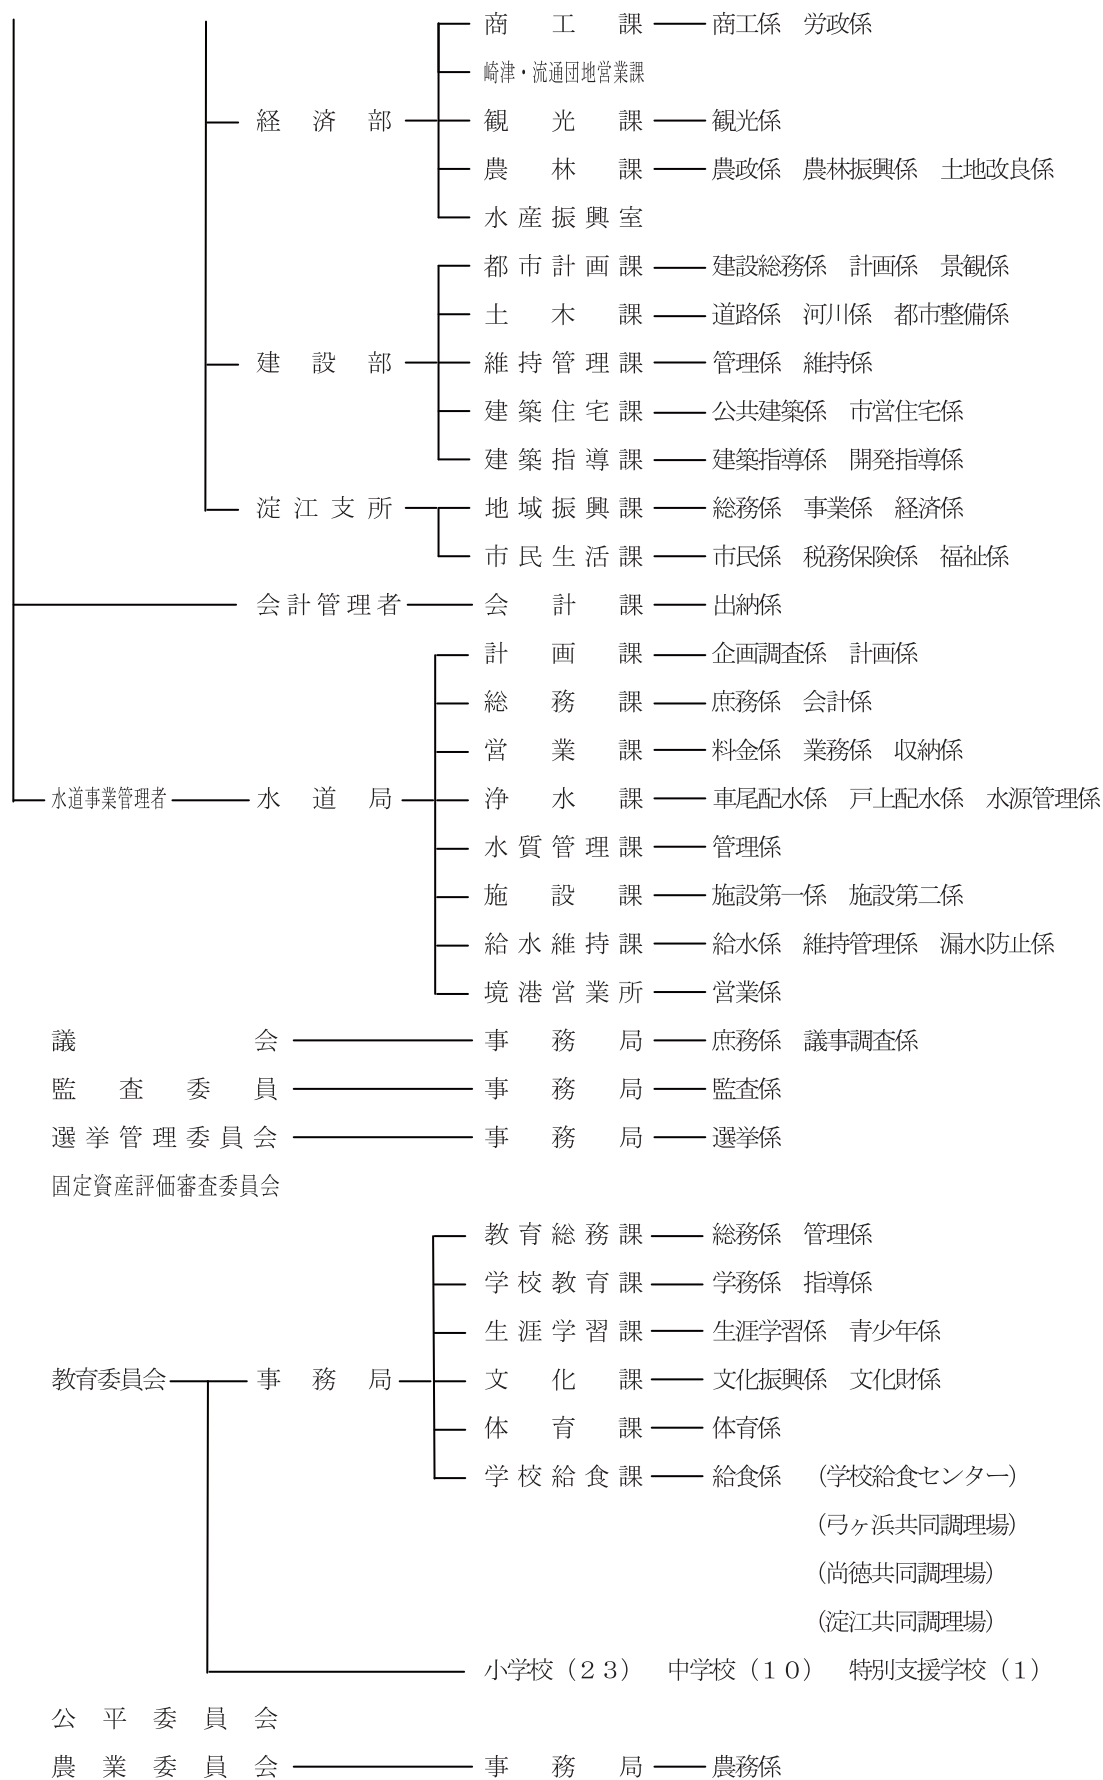 商工課 商工係 労政係
崎津・流通団地営業課
経済部 観光課 観光係
農林課 農政係 農林振興係 土地改良係
水産振興室
都市計画課 建設総務係 計画係 景観係
土木課 道路係 河川係 都市整備係
建設部 維持管理課 管理係 維持係
建築住宅課 公共建築係 市営住宅係
建築指導課 建築指導係 開発指導係
淀江支所 地域振興課 総務係 事業係 経済係
市民生活課 市民係 税務保険係 福祉係
会計管理者 会計課 出納係
計画課 企画調査係 計画係
総務課 庶務係 会計係
営業課 料金係 業務係 収納係
水道事業管理者 水道局 浄水課 車尾配水係 戸上配水係 水源管理係
水質管理課 管理係
施設課 施設第一係 施設第二係
給水維持課 給水係 維持管理係 漏水防止係
境港営業所 営業係
議会 事務局 庶務係 議事調査係
監査委員 事務局 監査係
選挙管理委員会 事務局 選挙係
固定資産評価審査委員会
教育総務課 総務係 管理係
学校教育課 学務係 指導係
生涯学習課 生涯学習係 青少年係
教育委員会 事務局 文化課 文化振興係 文化財係
体育課 体育係
学校給食課 給食係 (学校給食センター)
(弓ヶ浜共同調理場)
(尚徳共同調理場)
(淀江共同調理場)
小学校（２３） 中学校（１０） 特別支援学校（１）
公平委員会
農業委員会 事務局 農務係